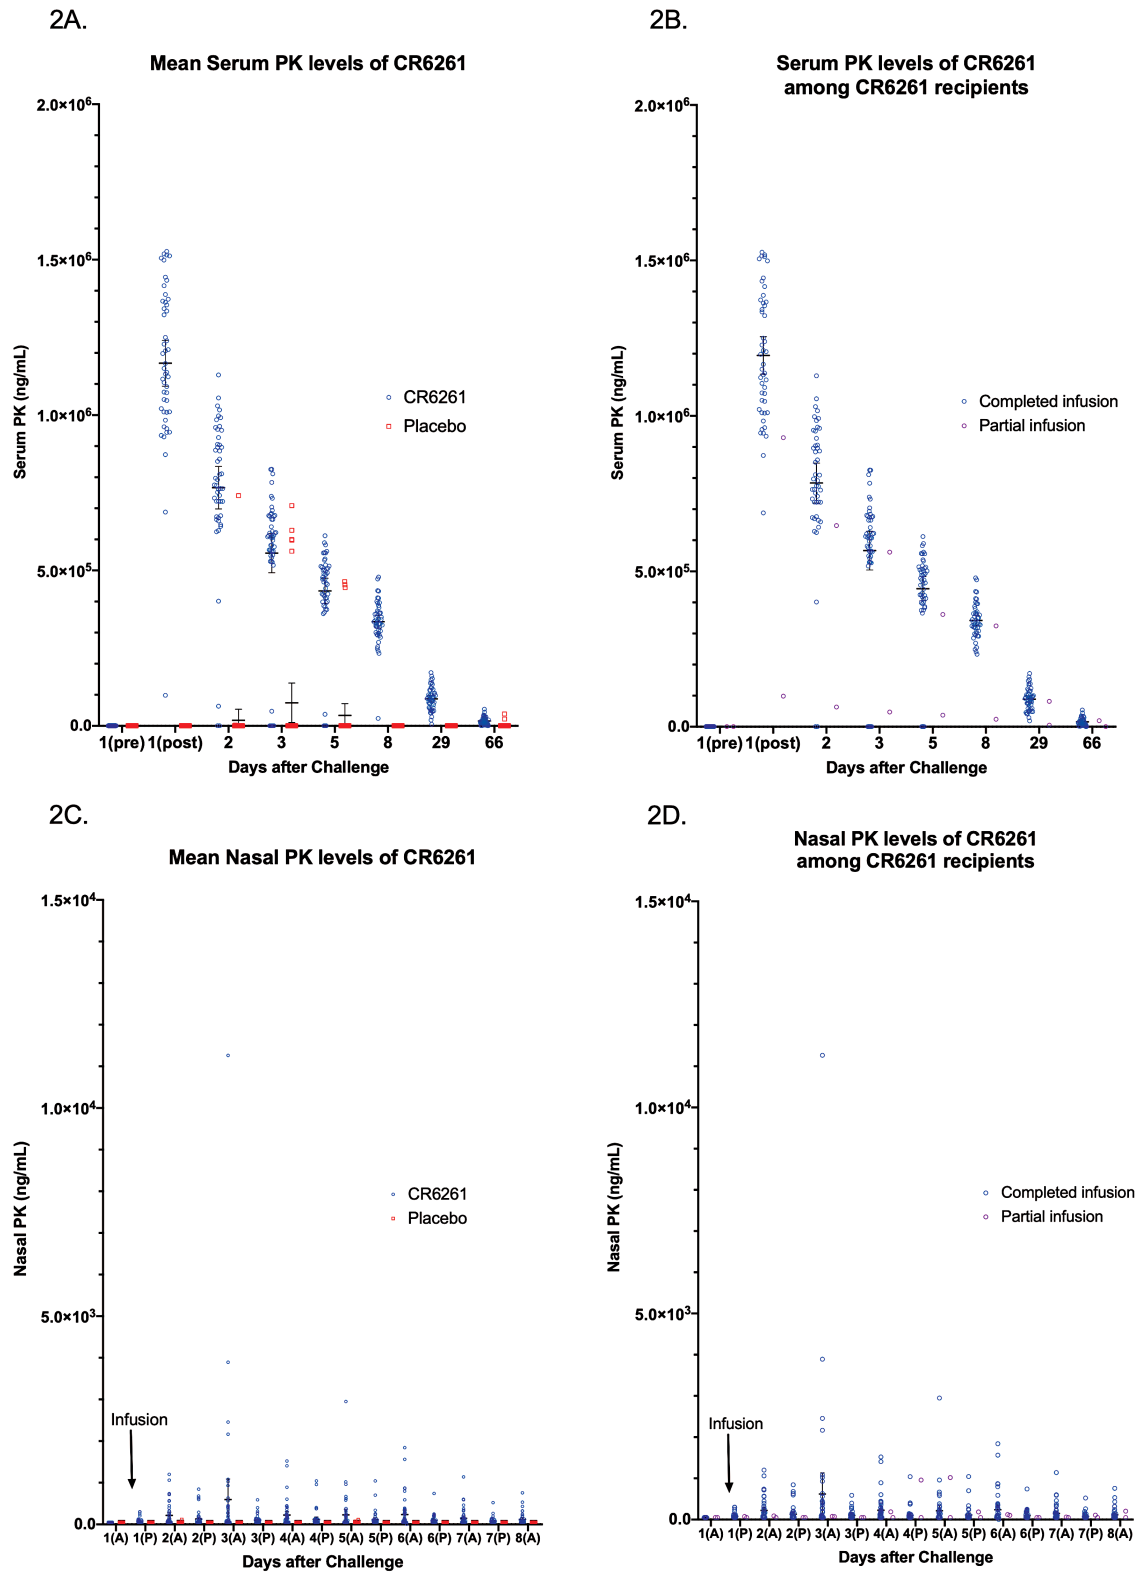 2A.
Mean Serum PK levels of CR6261
2.0×10⁶
1.5×10⁶
1.0×10⁶
5.0×10⁵
0.0
Serum PK (ng/mL)
CR6261
Placebo
1(pre) 1(post) 2 3 5 8 29 66
Days after Challenge
2B.
Serum PK levels of CR6261
among CR6261 recipients
2.0×10⁶
1.5×10⁶
1.0×10⁶
5.0×10⁵
0.0
Serum PK (ng/mL)
Completed infusion
Partial infusion
1(pre) 1(post) 2 3 5 8 29 66
Days after Challenge
2C.
Mean Nasal PK levels of CR6261
1.5×10⁴
1.0×10⁴
5.0×10³
0.0
Nasal PK (ng/mL)
CR6261
Placebo
Infusion
1(A) 1(P) 2(A) 2(P) 3(A) 3(P) 4(A) 4(P) 5(A) 5(P) 6(A) 6(P) 7(A) 7(P) 8(A)
Days after Challenge
2D.
Nasal PK levels of CR6261
among CR6261 recipients
1.5×10⁴
1.0×10⁴
5.0×10³
0.0
Nasal PK (ng/mL)
Completed infusion
Partial infusion
Infusion
1(A) 1(P) 2(A) 2(P) 3(A) 3(P) 4(A) 4(P) 5(A) 5(P) 6(A) 6(P) 7(A) 7(P) 8(A)
Days after Challenge